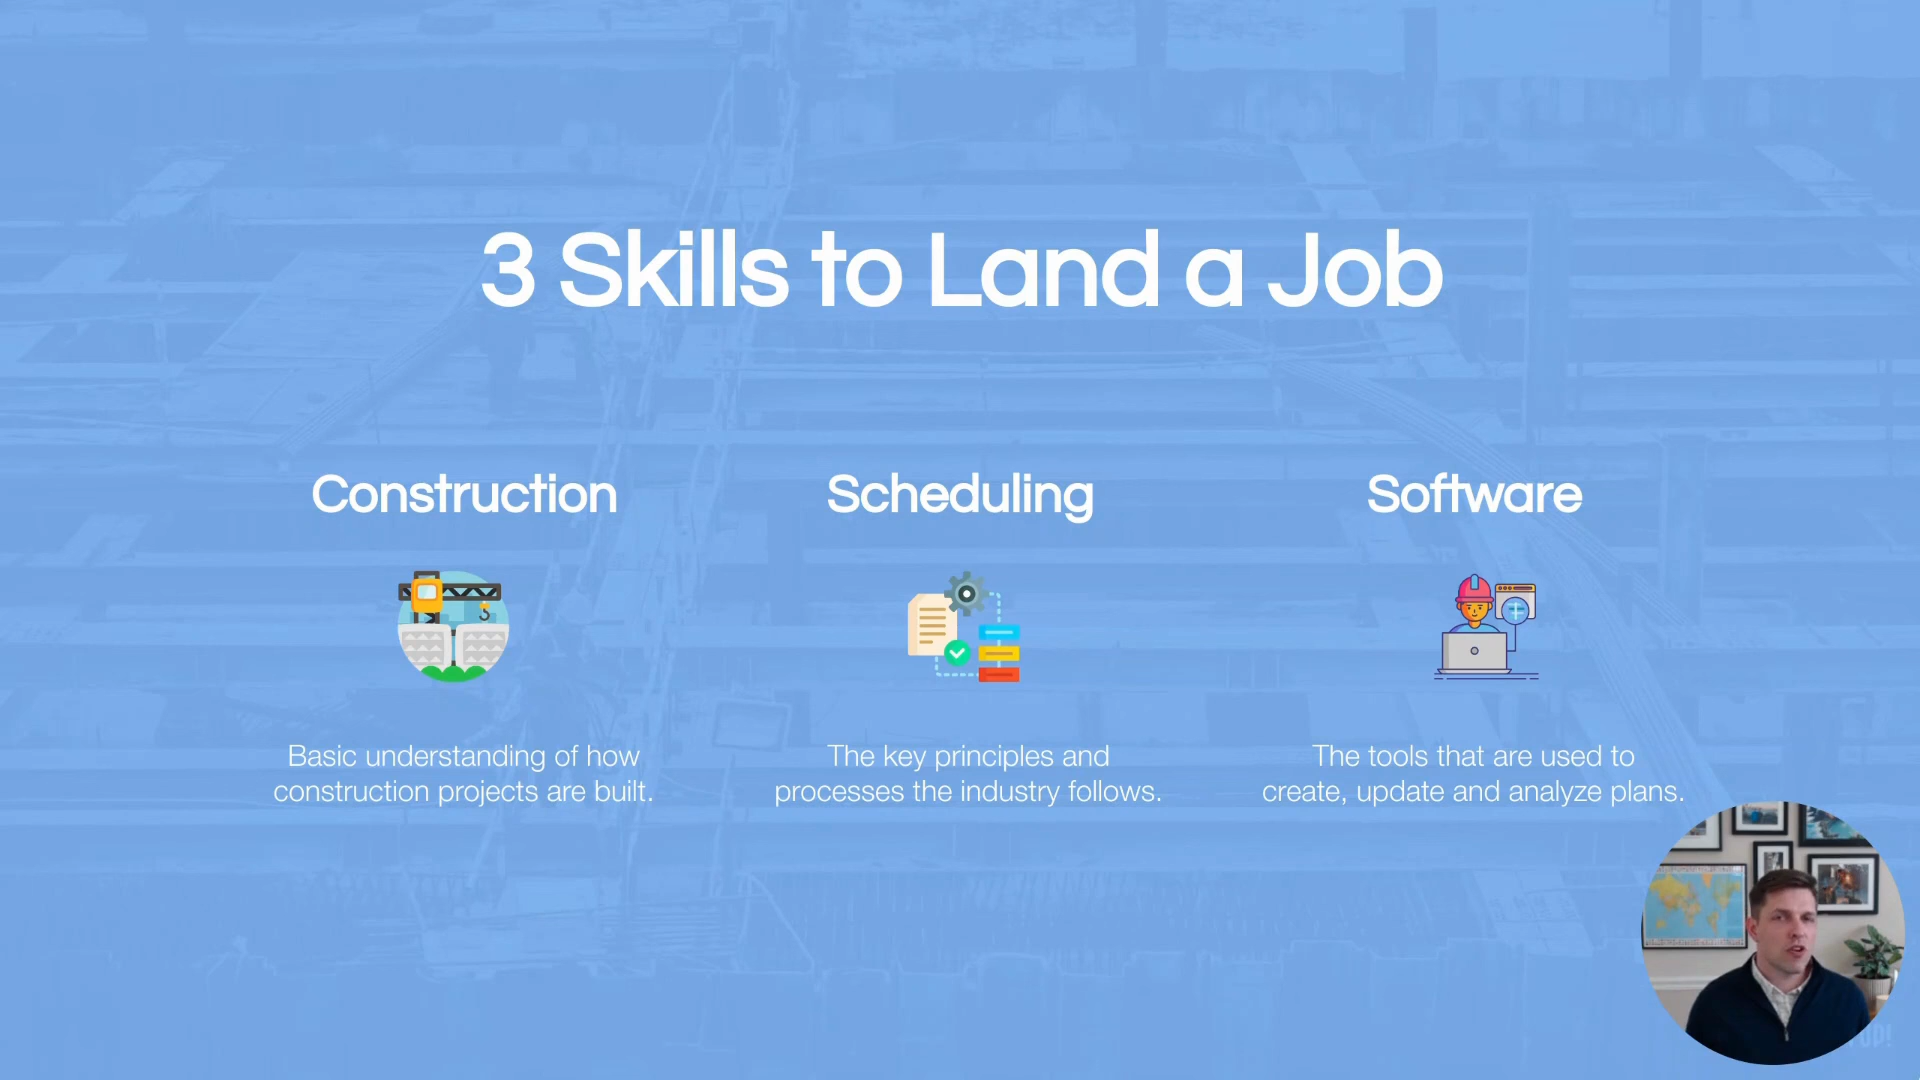 3 Skills to Land a Job
Construction
Scheduling
Software
Basic understanding of how
construction projects are built.
The key principles and
processes the industry follows.
The tools that are used to
create, update and analyze plans.